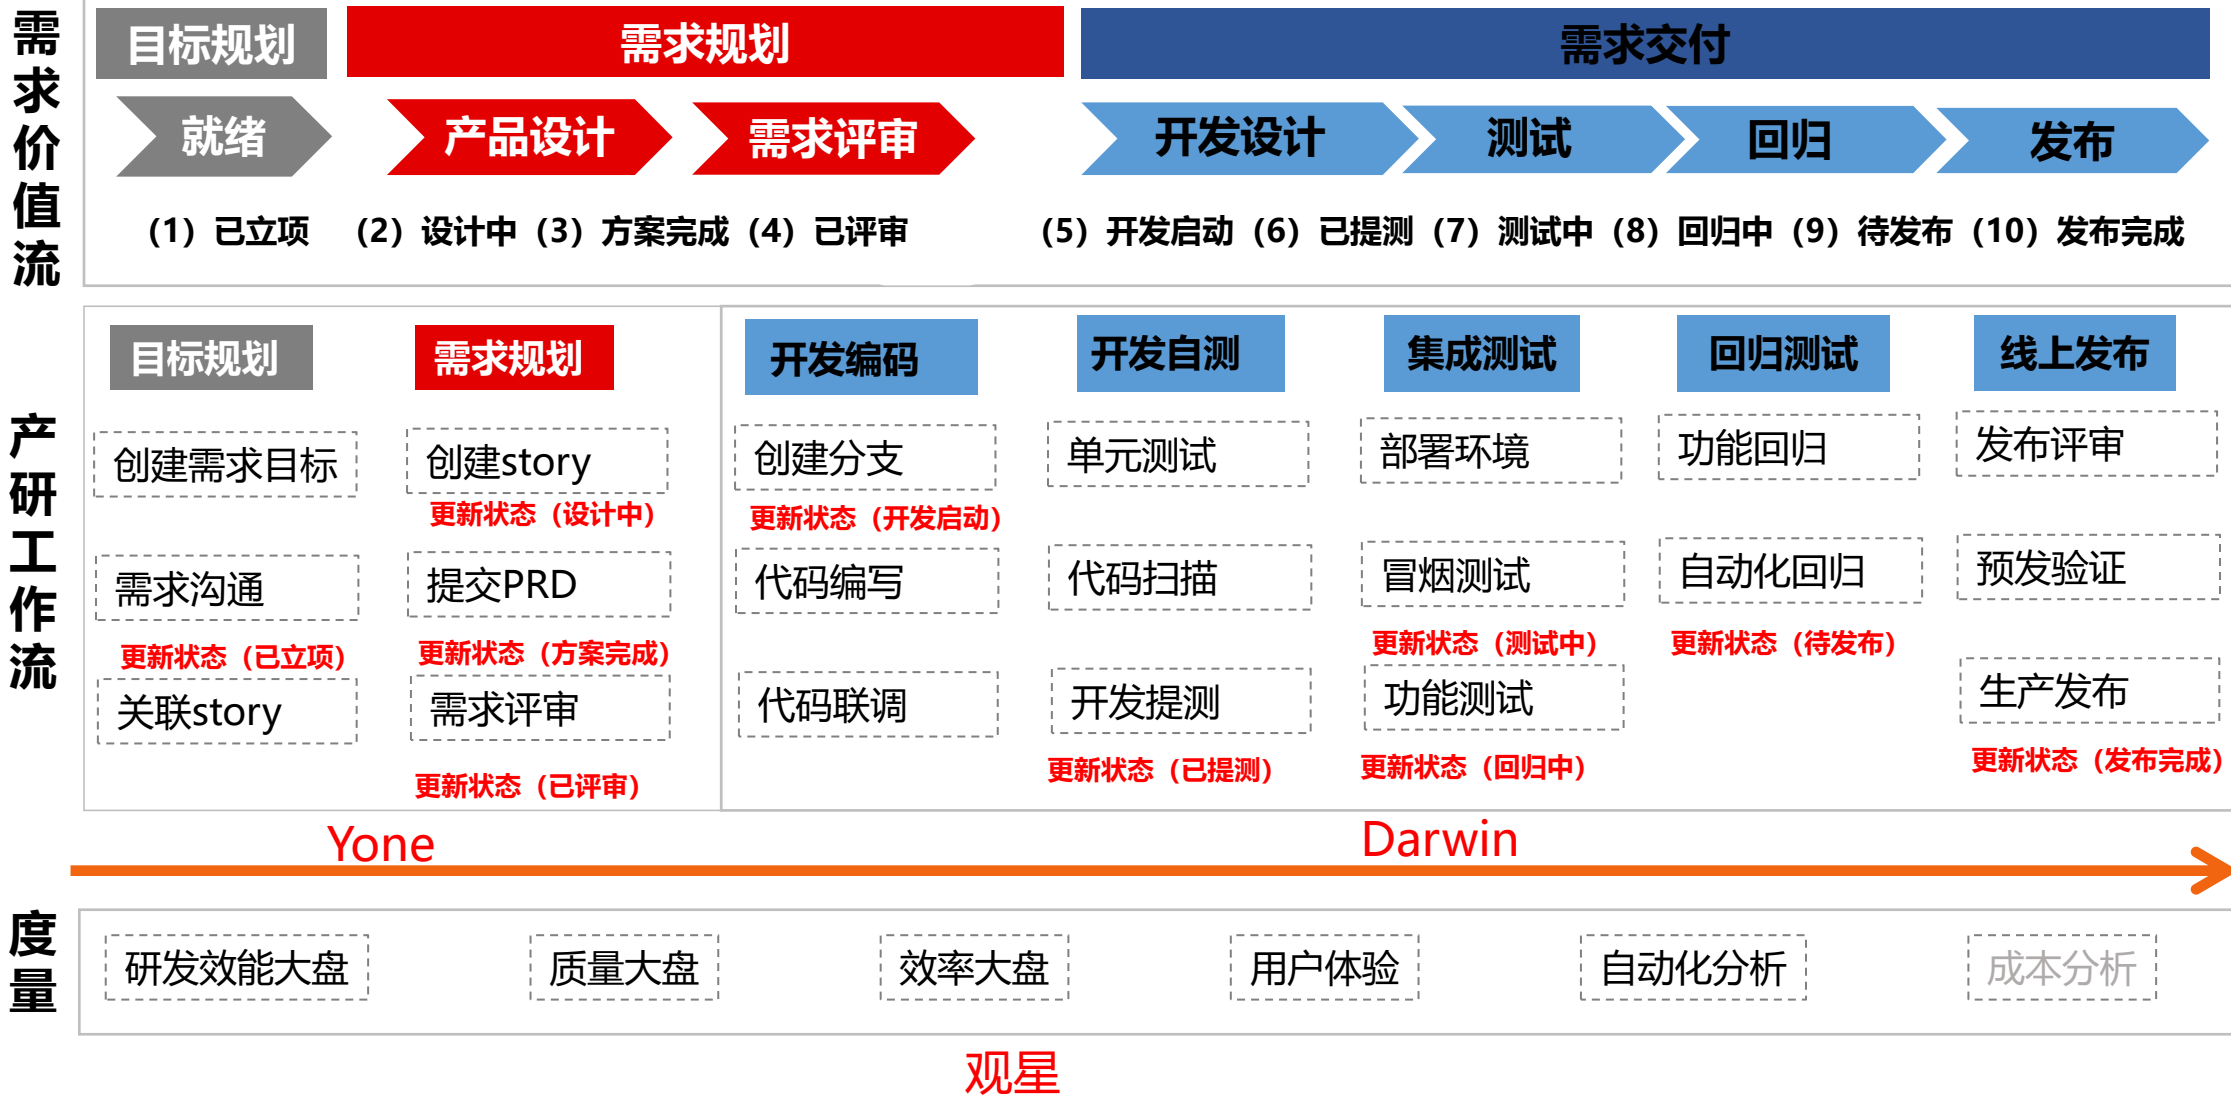 需求价值流
目标规划
需求规划
需求交付
就绪
产品设计
需求评审
开发设计
测试
回归
发布
（1）已立项
（2）设计中（3）方案完成（4）已评审
（5）开发启动（6）已提测（7）测试中（8）回归中（9）待发布（10）发布完成
产研工作流
目标规划
创建需求目标
需求沟通
更新状态（已立项）
关联story
需求规划
创建story
更新状态（设计中）
提交PRD
更新状态（方案完成）
需求评审
更新状态（已评审）
开发编码
创建分支
更新状态（开发启动）
代码编写
代码联调
开发自测
单元测试
代码扫描
开发提测
更新状态（已提测）
集成测试
部署环境
冒烟测试
更新状态（测试中）
功能测试
更新状态（回归中）
回归测试
功能回归
自动化回归
更新状态（待发布）
线上发布
发布评审
预发验证
生产发布
更新状态（发布完成）
Yone
Darwin
度量
研发效能大盘
质量大盘
效率大盘
用户体验
自动化分析
成本分析
观星